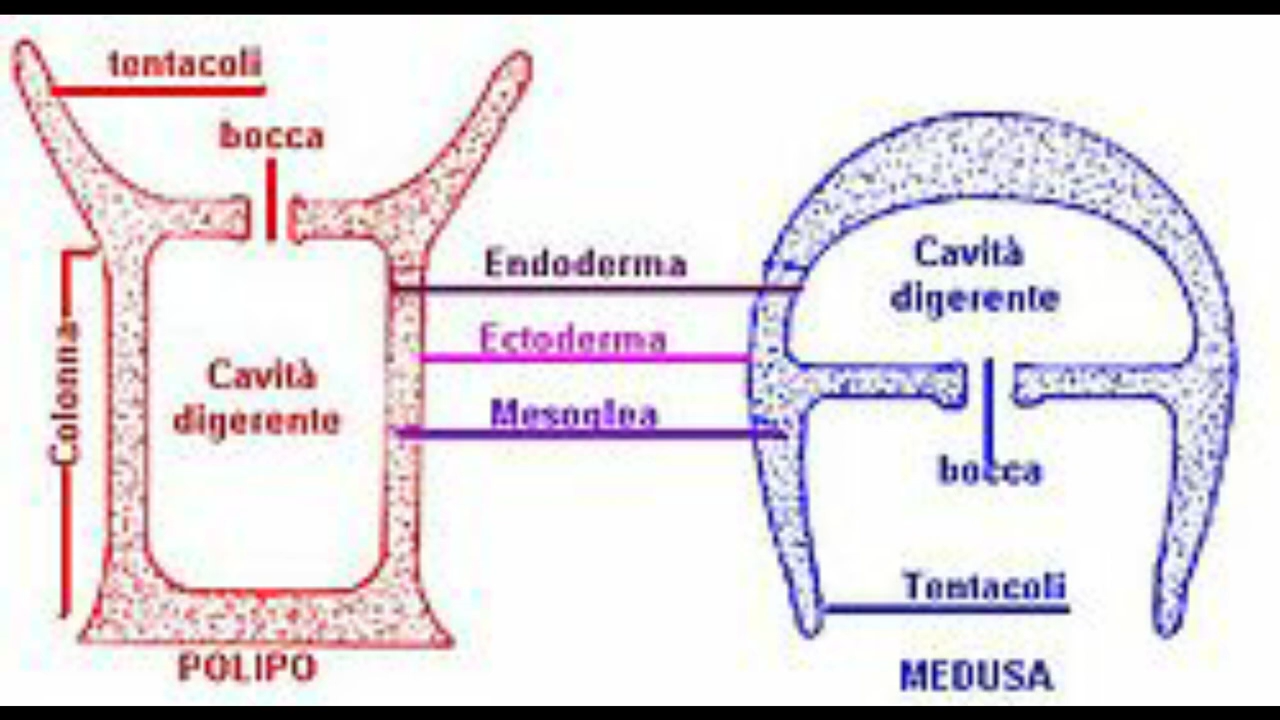 tentacoli
bocca
Colonna
Cavità
digerente
POLIPO
Endoderma
Ectoderma
Mesoglea
Cavità
digerente
bocca
Tentacoli
MEDUSA